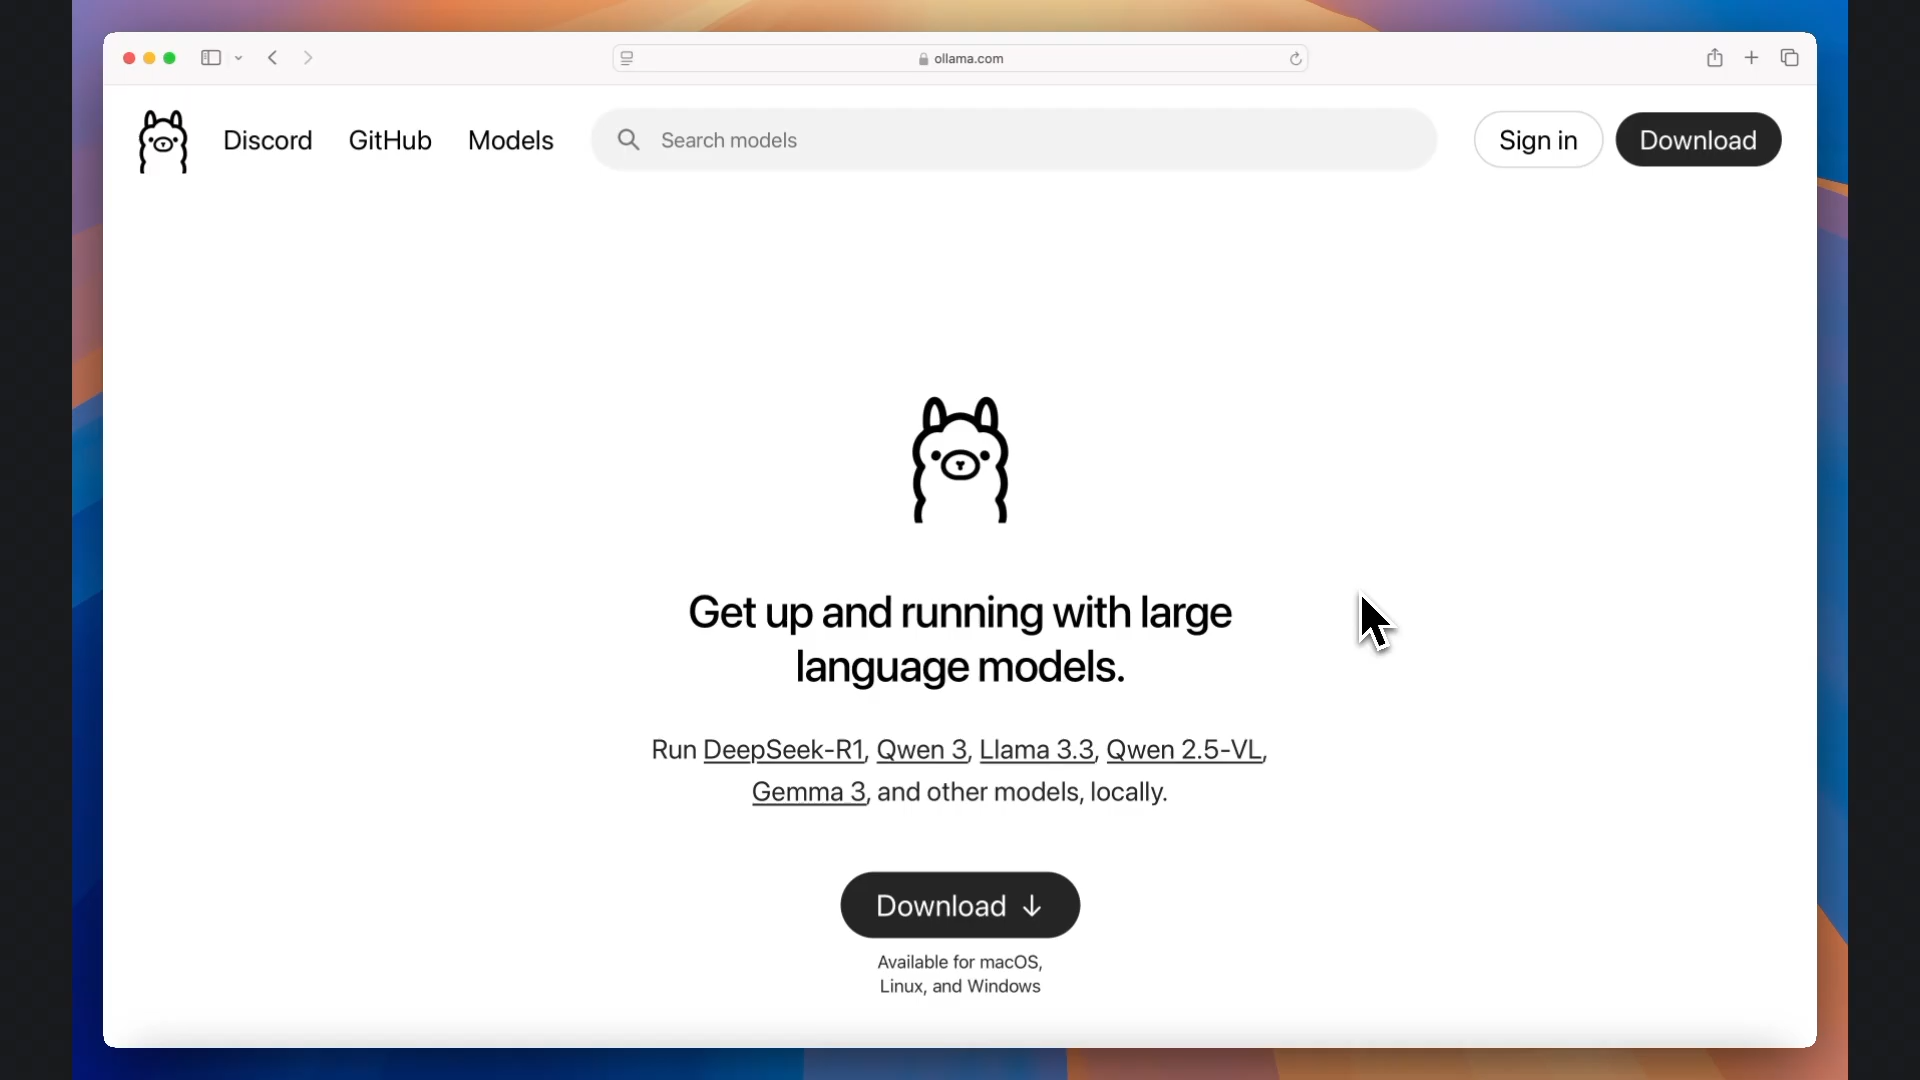 ollama.com
Discord GitHub Models Search models Sign in Download
Get up and running with large
language models.
Run DeepSeek-R1, Qwen 3, Llama 3.3, Qwen 2.5-VL,
Gemma 3, and other models, locally.
Download ↓
Available for macOS,
Linux, and Windows